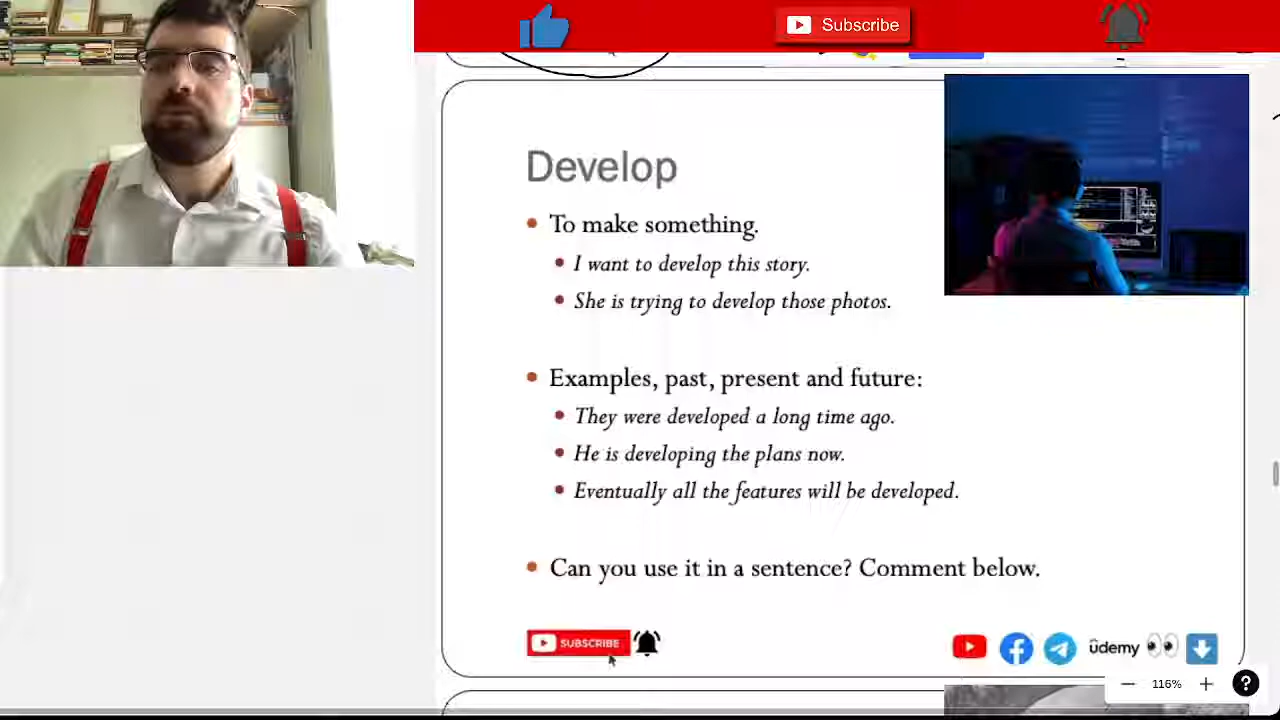 Subscribe
Develop
To make something.
I want to develop this story.
She is trying to develop those photos.
Examples, past, present and future:
They were developed a long time ago.
He is developing the plans now.
Eventually all the features will be developed.
Can you use it in a sentence? Comment below.
SUBSCRIBE
ûdemy
116%
?